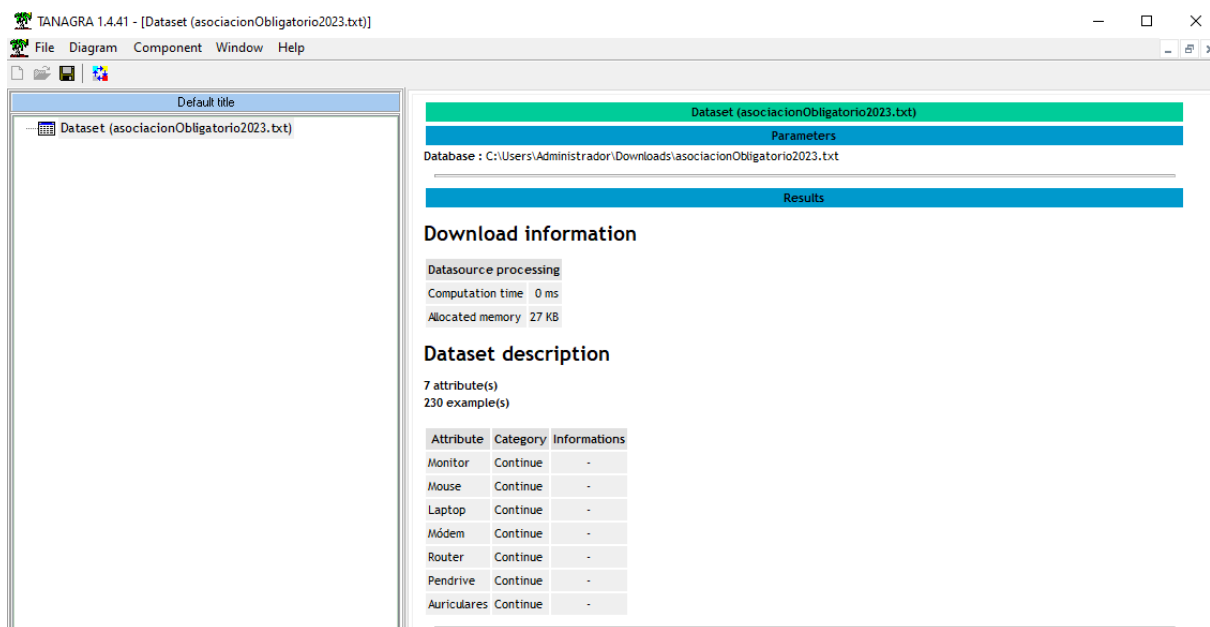 TANAGRA 1.4.41 - [Dataset (asociacionObligatorio2023.txt)]
File Diagram Component Window Help
Default title
Dataset (asociacionObligatorio2023.txt)
Dataset (asociacionObligatorio2023.txt)
Parameters
Database : C:\Users\Administrador\Downloads\asociacionObligatorio2023.txt
Results
Download information
Datasource processing
Computation time 0 ms
Allocated memory 27 KB
Dataset description
7 attribute(s)
230 example(s)
Attribute Category Informations
Monitor Continue -
Mouse Continue -
Laptop Continue -
Módem Continue -
Router Continue -
Pendrive Continue -
Auriculares Continue -